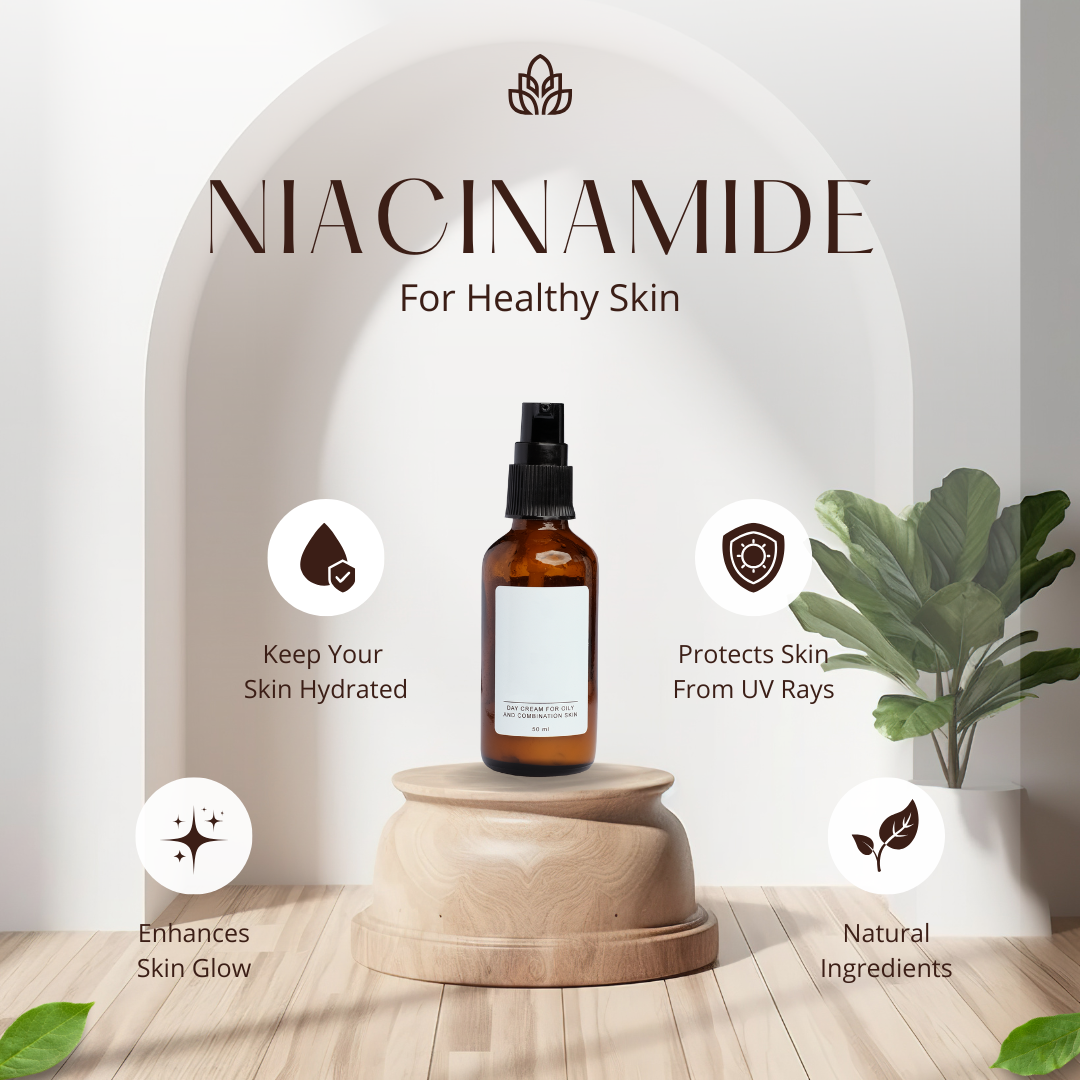 NIACINAMIDE
For Healthy Skin
Keep Your
Skin Hydrated
Protects Skin
From UV Rays
DAY CREAM FOR OILY
AND COMBINATION SKIN
50 ml
Enhances
Skin Glow
Natural
Ingredients